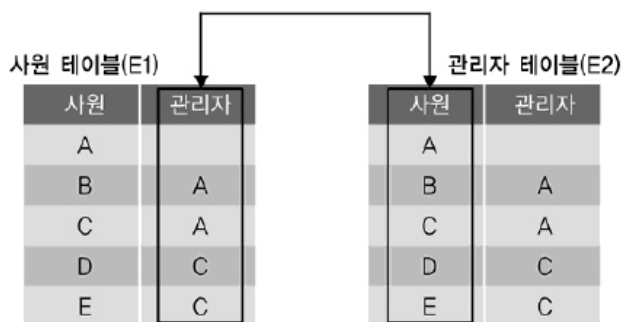 사원 테이블(E1) 관리자 테이블(E2)
사원 관리자 사원 관리자
A A
B A B A
C A C A
D C D C
E C E C